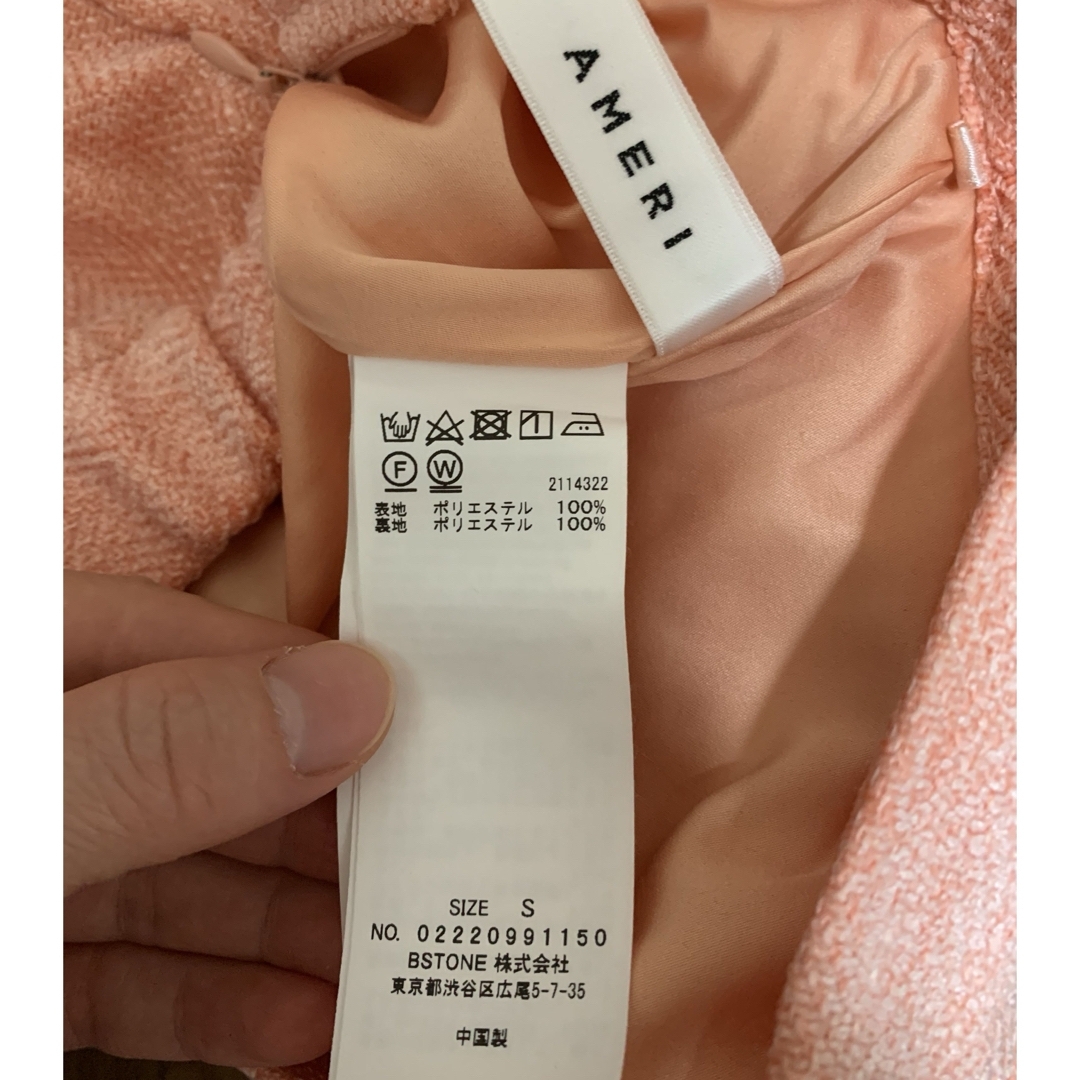 AMERI
F W
2114322
表地 ポリエステル 100%
裏地 ポリエステル 100%
SIZE S
NO. 02220991150
BSTONE 株式会社
東京都渋谷区広尾5-7-35
中国製